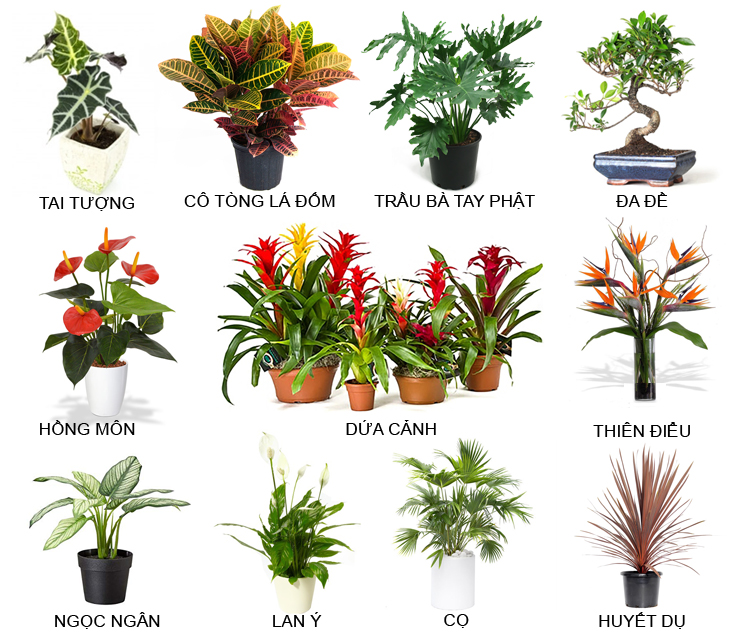 TAI TƯỢNG
CÔ TÒNG LÁ ĐỐM
TRẦU BÀ TAY PHẬT
ĐA ĐỀ
HỒNG MÔN
DỨA CẢNH
THIÊN ĐIỂU
NGỌC NGÂN
LAN Ý
CỌ
HUYẾT DỤ